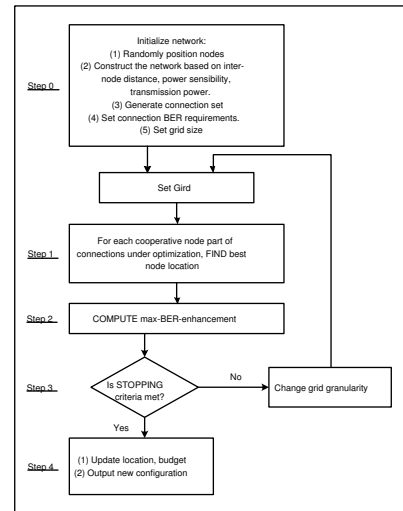 Initialize network:
(1) Randomly position nodes
(2) Construct the network based on inter-
node distance, power sensibility,
transmission power.
(3) Generate connection set
(4) Set connection BER requirements.
(5) Set grid size
Step 0
Set Gird
For each cooperative node part of
connections under optimization, FIND best
node location
Step 1
Step 2
COMPUTE max-BER-enhancement
Is STOPPING
criteria met?
Step 3
No
Change grid granularity
Yes
Step 4
(1) Update location, budget
(2) Output new configuration